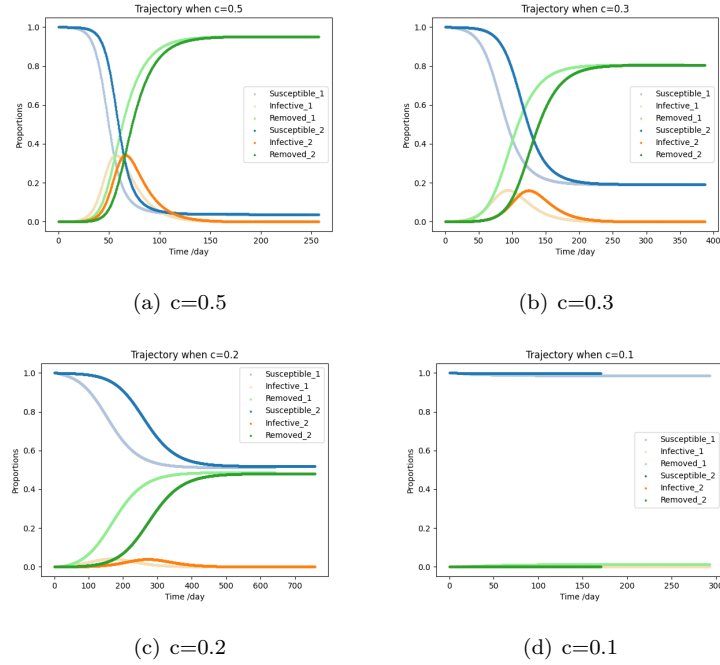 Trajectory when c=0.5
Proportions
1.0
0.8
0.6
0.4
0.2
0.0
Susceptible_1
Infective_1
Removed_1
Susceptible_2
Infective_2
Removed_2
0 50 100 150 200 250
Time /day
(a) c=0.5
Trajectory when c=0.3
Proportions
1.0
0.8
0.6
0.4
0.2
0.0
Susceptible_1
Infective_1
Removed_1
Susceptible_2
Infective_2
Removed_2
0 50 100 150 200 250 300 350 400
Time /day
(b) c=0.3
Trajectory when c=0.2
Proportions
1.0
0.8
0.6
0.4
0.2
0.0
Susceptible_1
Infective_1
Removed_1
Susceptible_2
Infective_2
Removed_2
0 100 200 300 400 500 600 700
Time /day
(c) c=0.2
Trajectory when c=0.1
Proportions
1.0
0.8
0.6
0.4
0.2
0.0
Susceptible_1
Infective_1
Removed_1
Susceptible_2
Infective_2
Removed_2
0 50 100 150 200 250 300
Time /day
(d) c=0.1